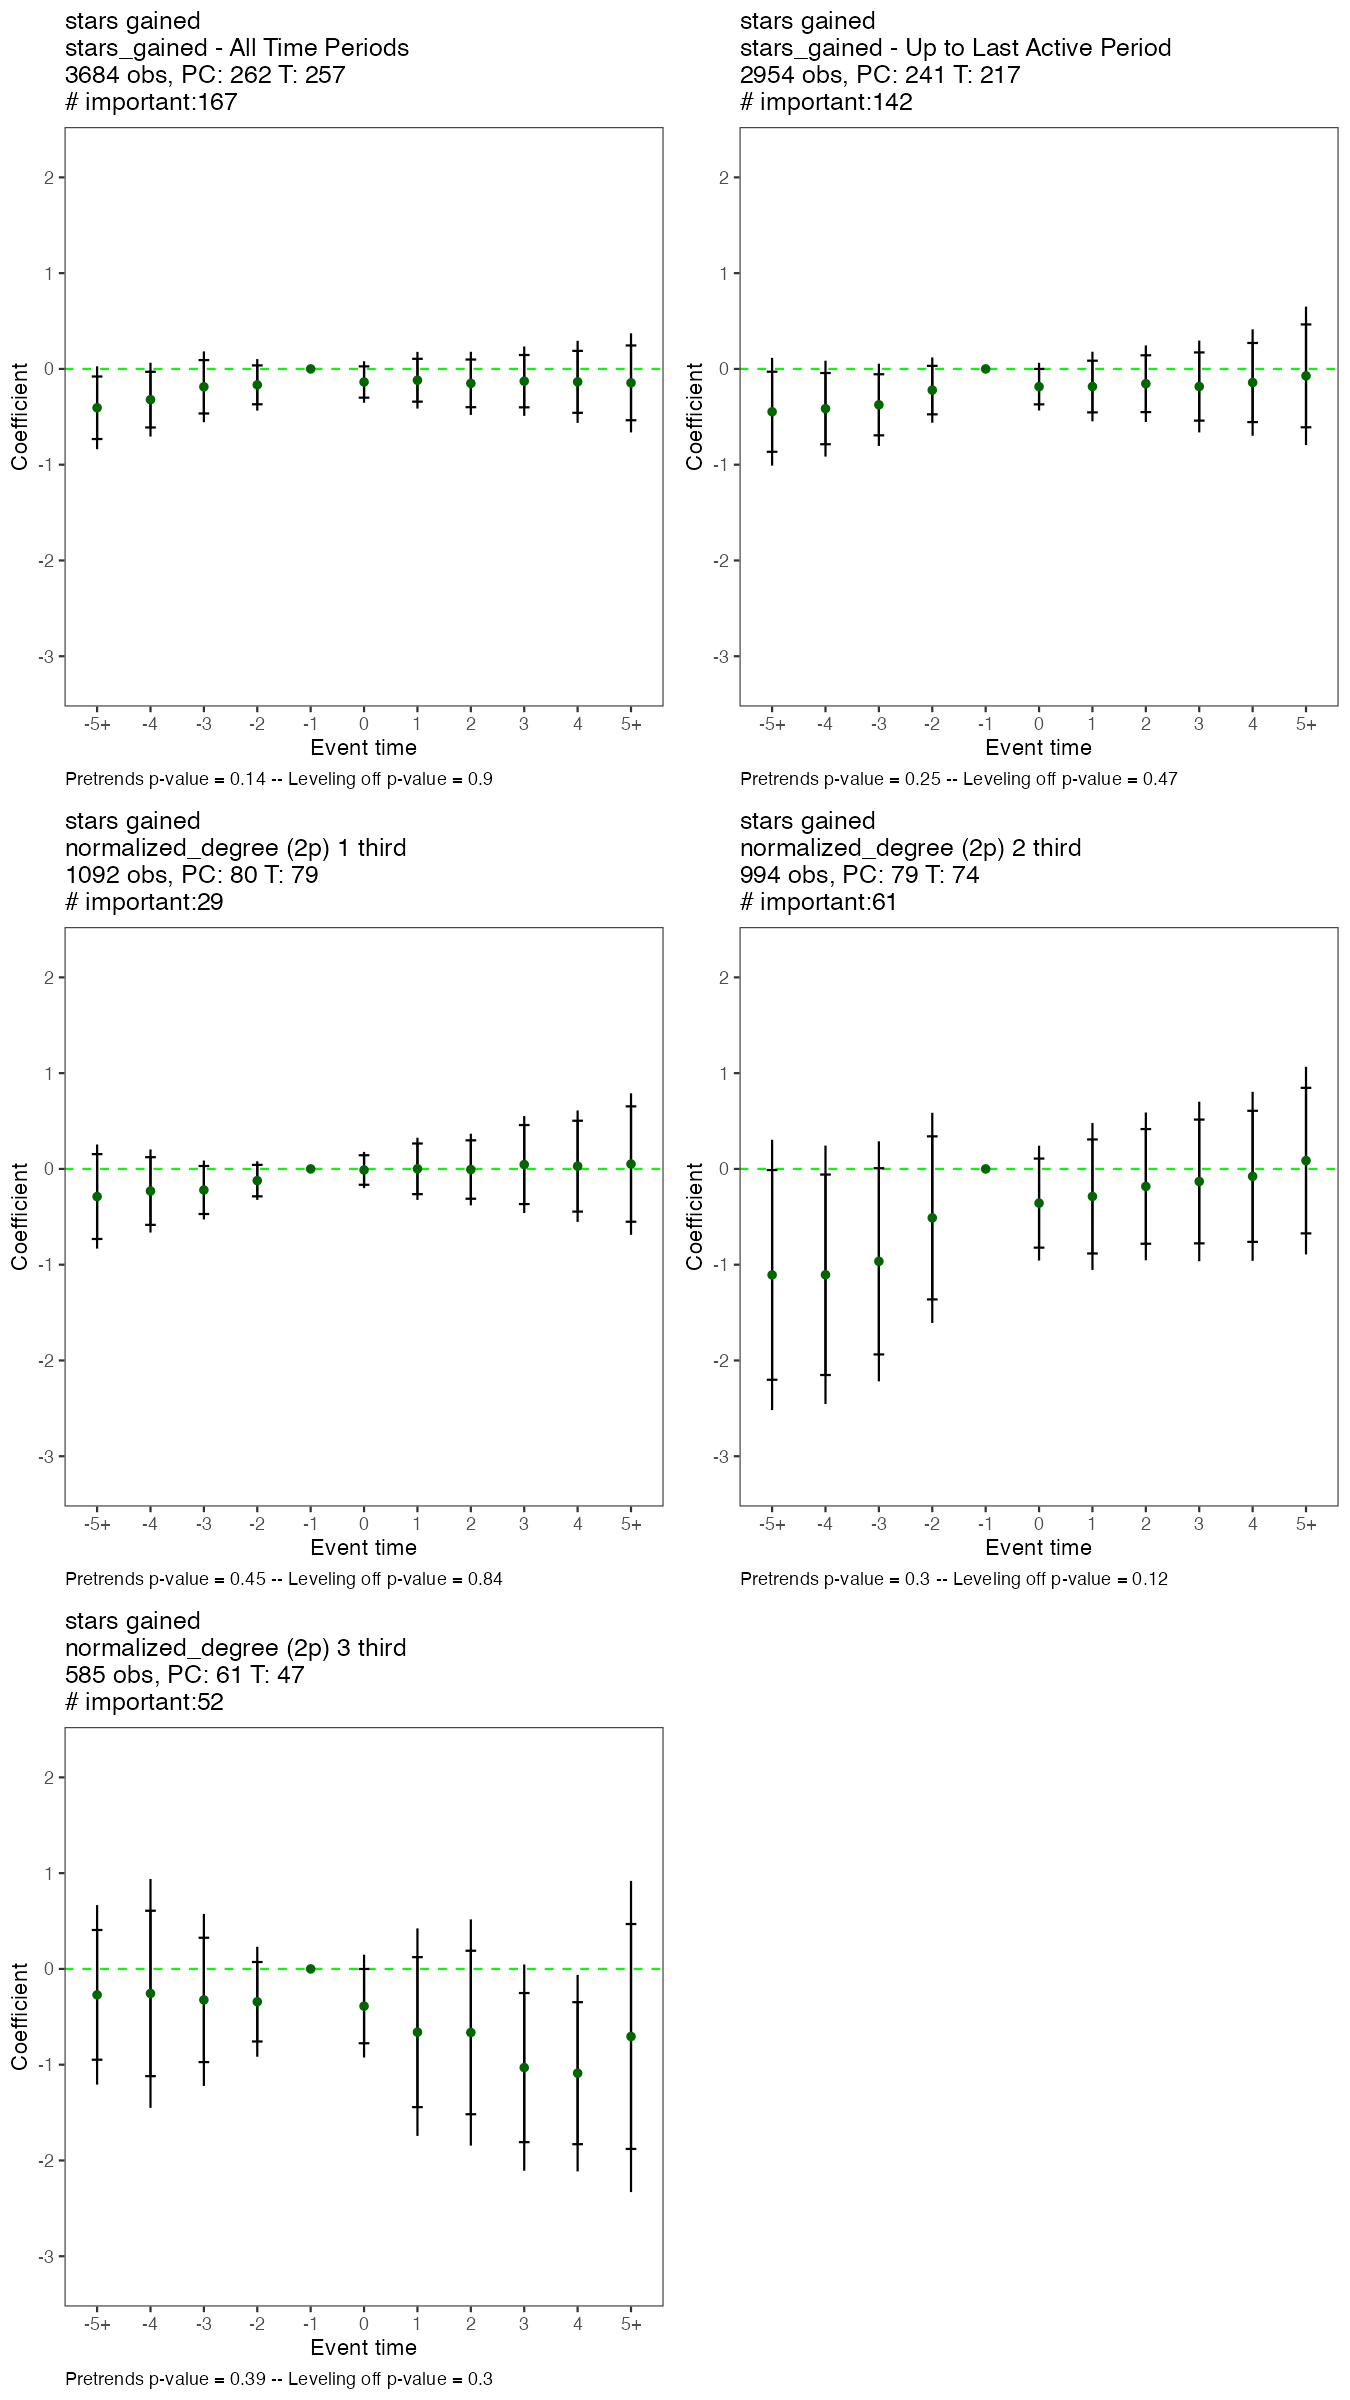 stars gained
stars_gained - All Time Periods
3684 obs, PC: 262 T: 257
# important:167
2
1
0
-1
-2
-3
Coefficient
-5+ -4 -3 -2 -1 0 1 2 3 4 5+
Event time
Pretrends p-value = 0.14 -- Leveling off p-value = 0.9
stars gained
stars_gained - Up to Last Active Period
2954 obs, PC: 241 T: 217
# important:142
2
1
0
-1
-2
-3
Coefficient
-5+ -4 -3 -2 -1 0 1 2 3 4 5+
Event time
Pretrends p-value = 0.25 -- Leveling off p-value = 0.47
stars gained
normalized_degree (2p) 1 third
1092 obs, PC: 80 T: 79
# important:29
2
1
0
-1
-2
-3
Coefficient
-5+ -4 -3 -2 -1 0 1 2 3 4 5+
Event time
Pretrends p-value = 0.45 -- Leveling off p-value = 0.84
stars gained
normalized_degree (2p) 2 third
994 obs, PC: 79 T: 74
# important:61
2
1
0
-1
-2
-3
Coefficient
-5+ -4 -3 -2 -1 0 1 2 3 4 5+
Event time
Pretrends p-value = 0.3 -- Leveling off p-value = 0.12
stars gained
normalized_degree (2p) 3 third
585 obs, PC: 61 T: 47
# important:52
2
1
0
-1
-2
-3
Coefficient
-5+ -4 -3 -2 -1 0 1 2 3 4 5+
Event time
Pretrends p-value = 0.39 -- Leveling off p-value = 0.3